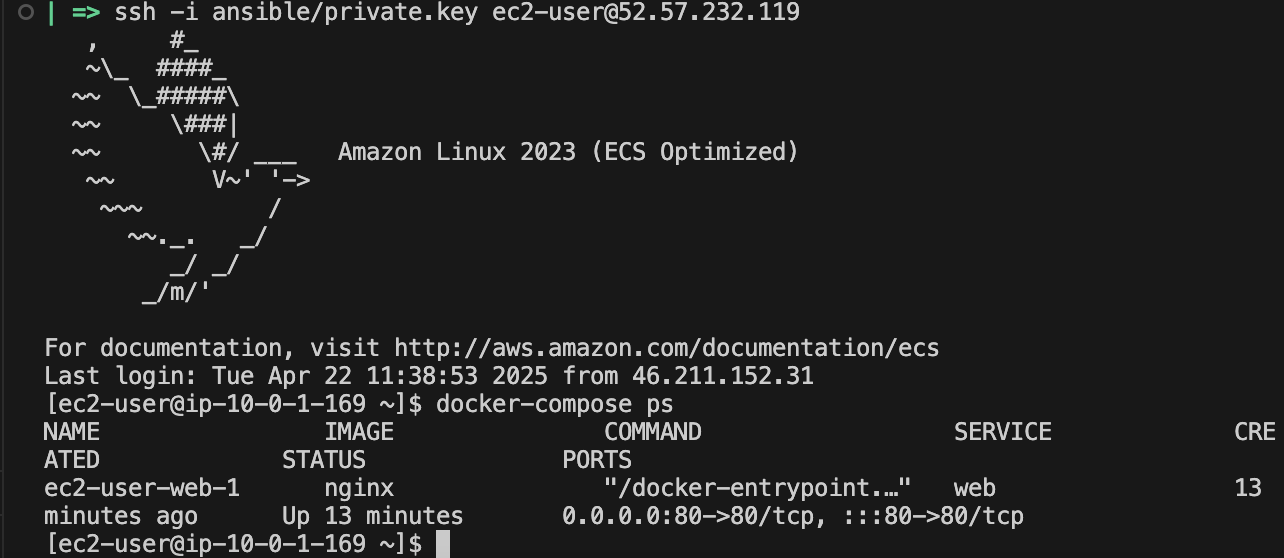 | => ssh -i ansible/private.key ec2-user@52.57.232.119
   ,     #_
   ~\_  ####_
  ~~  \_#####\
  ~~     \###|
  ~~       \#/ ___   Amazon Linux 2023 (ECS Optimized)
   ~~       V~' '->
    ~~~         /
      ~~._.   _/
         _/ _/
       _/m/'
For documentation, visit http://aws.amazon.com/documentation/ecs
Last login: Tue Apr 22 11:38:53 2025 from 46.211.152.31
[ec2-user@ip-10-0-1-169 ~]$ docker-compose ps
NAME                IMAGE               COMMAND                  SERVICE             CRE
ATED             STATUS              PORTS
ec2-user-web-1      nginx               "/docker-entrypoint.…"   web                 13
minutes ago      Up 13 minutes       0.0.0.0:80->80/tcp, :::80->80/tcp
[ec2-user@ip-10-0-1-169 ~]$